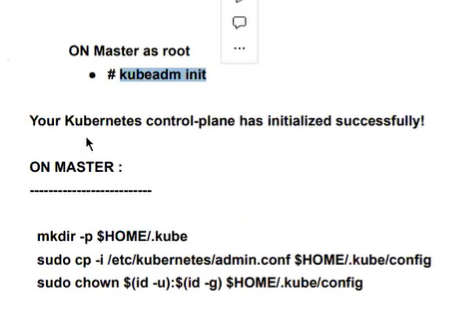 ON Master as root
• # kubeadm init
Your Kubernetes control-plane has initialized successfully!
ON MASTER :
--------------------------
mkdir -p $HOME/.kube
sudo cp -i /etc/kubernetes/admin.conf $HOME/.kube/config
sudo chown $(id -u):$(id -g) $HOME/.kube/config